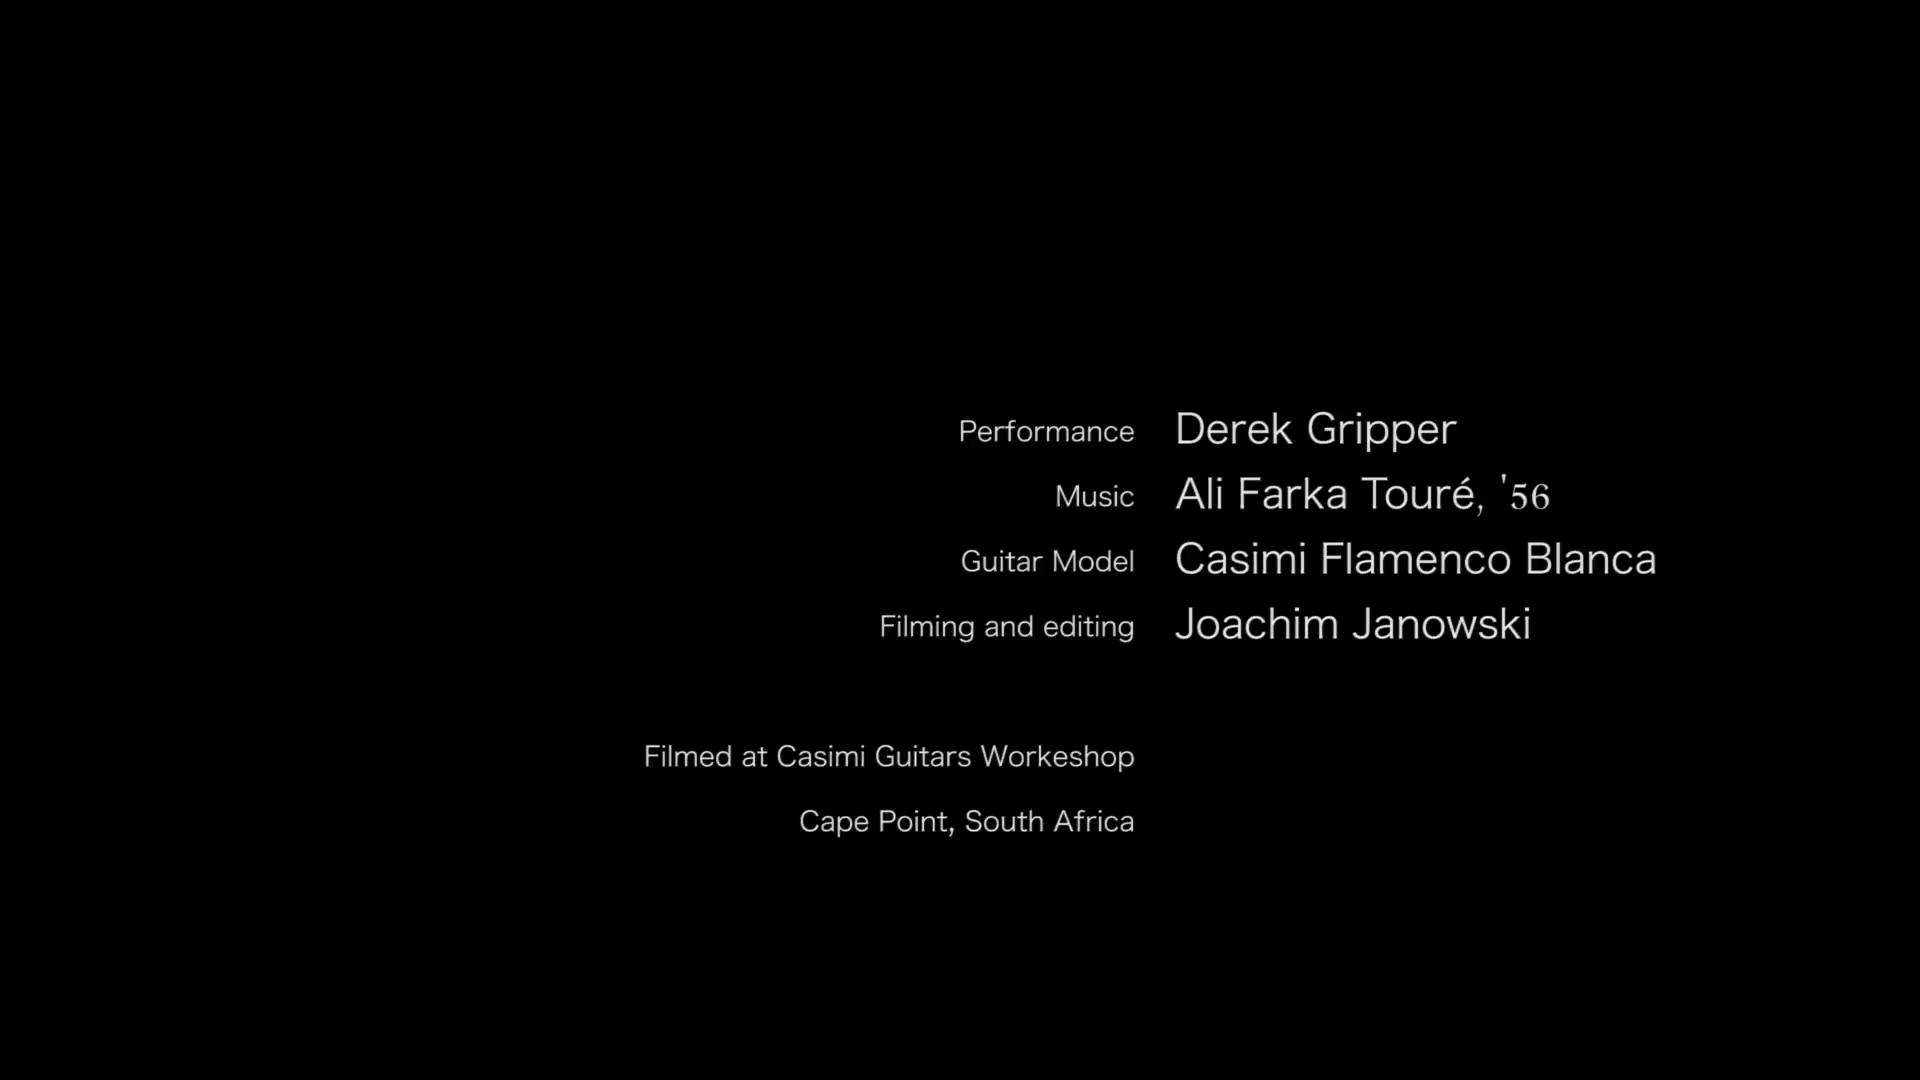 Performance Derek Gripper
Music Ali Farka Touré, '56
Guitar Model Casimi Flamenco Blanca
Filming and editing Joachim Janowski
Filmed at Casimi Guitars Workeshop
Cape Point, South Africa